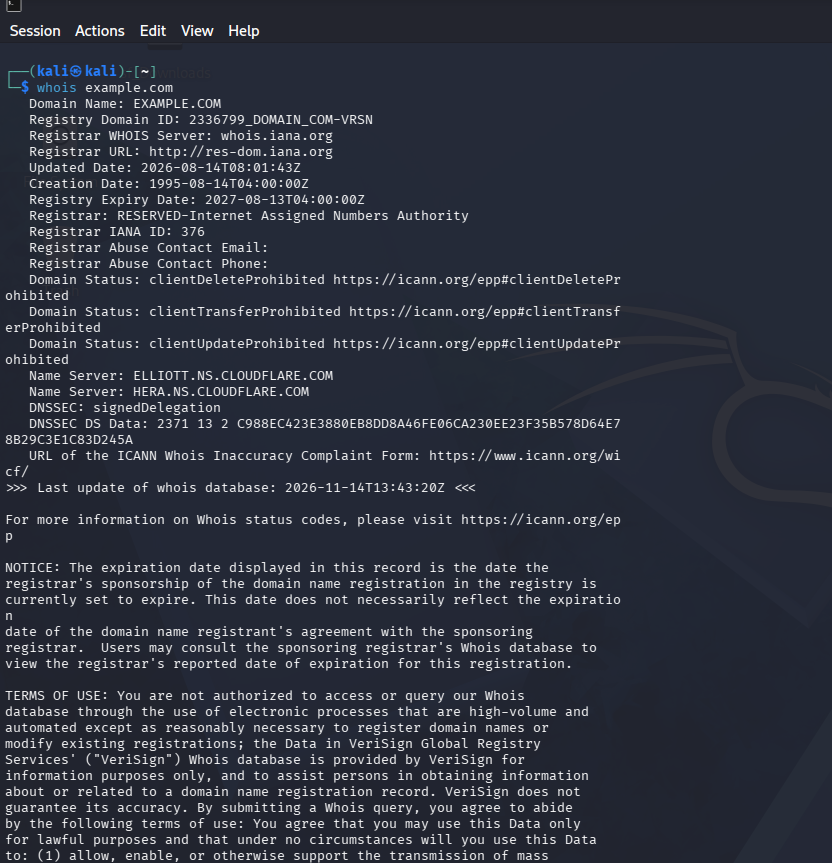 Session Actions Edit View Help
┌──(kali㉿kali)-[~]
└─$ whois example.com
   Domain Name: EXAMPLE.COM
   Registry Domain ID: 2336799_DOMAIN_COM-VRSN
   Registrar WHOIS Server: whois.iana.org
   Registrar URL: http://res-dom.iana.org
   Updated Date: 2026-08-14T08:01:43Z
   Creation Date: 1995-08-14T04:00:00Z
   Registry Expiry Date: 2027-08-13T04:00:00Z
   Registrar: RESERVED-Internet Assigned Numbers Authority
   Registrar IANA ID: 376
   Registrar Abuse Contact Email:
   Registrar Abuse Contact Phone:
   Domain Status: clientDeleteProhibited https://icann.org/epp#clientDeletePr
ohibited
   Domain Status: clientTransferProhibited https://icann.org/epp#clientTransf
erProhibited
   Domain Status: clientUpdateProhibited https://icann.org/epp#clientUpdatePr
ohibited
   Name Server: ELLIOTT.NS.CLOUDFLARE.COM
   Name Server: HERA.NS.CLOUDFLARE.COM
   DNSSEC: signedDelegation
   DNSSEC DS Data: 2371 13 2 C988EC423E3880EB8DD8A46FE06CA230EE23F35B578D64E7
8B29C3E1C83D245A
   URL of the ICANN Whois Inaccuracy Complaint Form: https://www.icann.org/wi
cf/
>>> Last update of whois database: 2026-11-14T13:43:20Z <<<
For more information on Whois status codes, please visit https://icann.org/ep
p
NOTICE: The expiration date displayed in this record is the date the
registrar's sponsorship of the domain name registration in the registry is
currently set to expire. This date does not necessarily reflect the expiratio
n
date of the domain name registrant's agreement with the sponsoring
registrar.  Users may consult the sponsoring registrar's Whois database to
view the registrar's reported date of expiration for this registration.
TERMS OF USE: You are not authorized to access or query our Whois
database through the use of electronic processes that are high-volume and
automated except as reasonably necessary to register domain names or
modify existing registrations; the Data in VeriSign Global Registry
Services' ("VeriSign") Whois database is provided by VeriSign for
information purposes only, and to assist persons in obtaining information
about or related to a domain name registration record. VeriSign does not
guarantee its accuracy. By submitting a Whois query, you agree to abide
by the following terms of use: You agree that you may use this Data only
for lawful purposes and that under no circumstances will you use this Data
to: (1) allow, enable, or otherwise support the transmission of mass